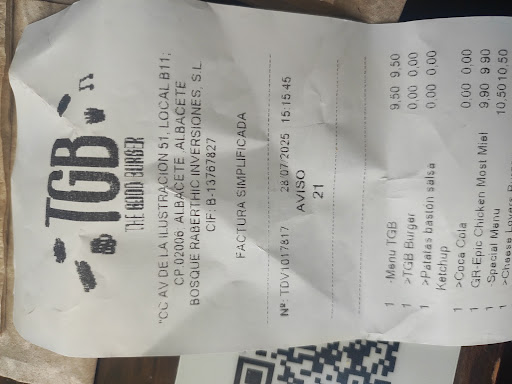 TGB
THE GOOD BURGER
"CC AV DE LA ILUSTRACION 51, LOCAL B11;
CP.02006 ALBACETE ALBACETE
BOSQUE RABERTHIC INVERSIONES, S.L
CIF: B-13767827
FACTURA SIMPLIFICADA
Nº: TDV1017817 28/07/2025 15:15:45
AVISO
21
1 -Menu TGB 9,50 9,50
1 >TGB Burger 0,00 0,00
1 >Patatas bastón salsa 0,00 0,00
Ketchup
1 >Coca Cola 0,00 0,00
1 GR-Epic Chicken Most Miel 9,90 9,90
1 -Special Menu 10,50 10,50
1 >Cheese Lovers